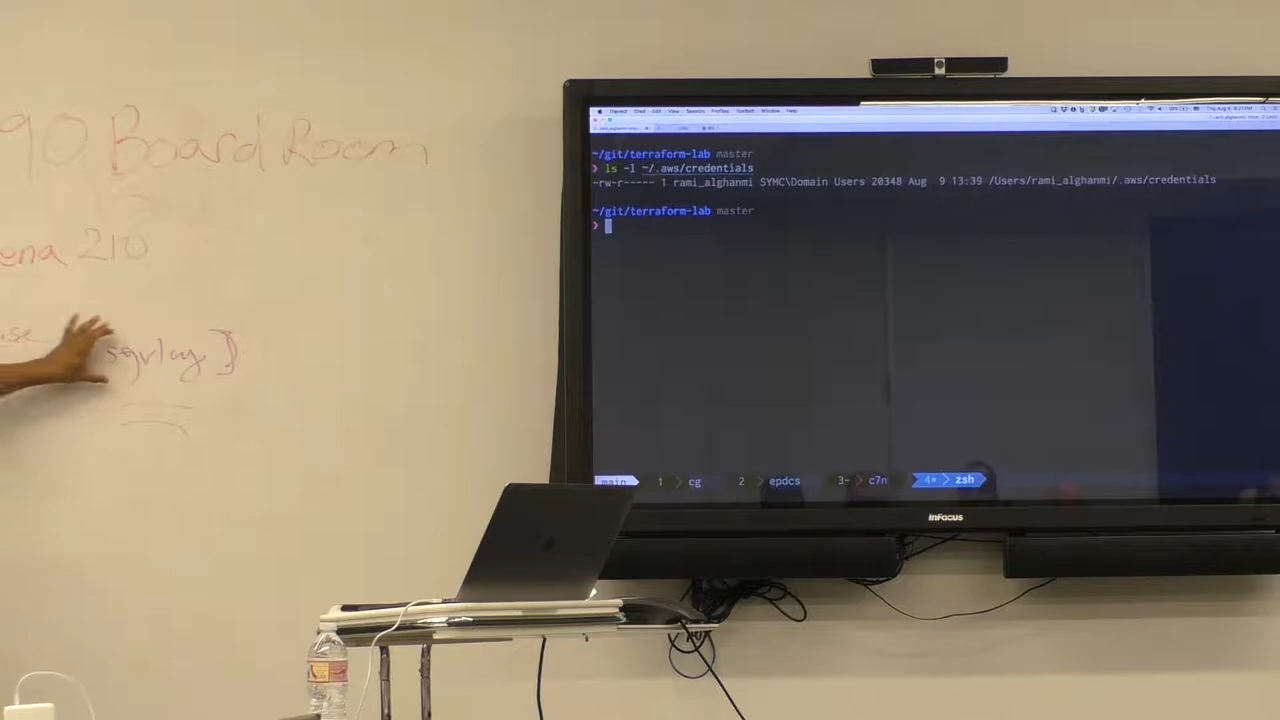 90 Board Room
ena 210
~/git/terraform-lab master
❯ ls -l ~/.aws/credentials
-rw-r----- 1 rami_alghanmi SYMC\Domain Users 20348 Aug 9 13:39 /Users/rami_alghanmi/.aws/credentials
~/git/terraform-lab master
❯
main 1 cg 2 epdcs 3- c7n 4* zsh
InFocus